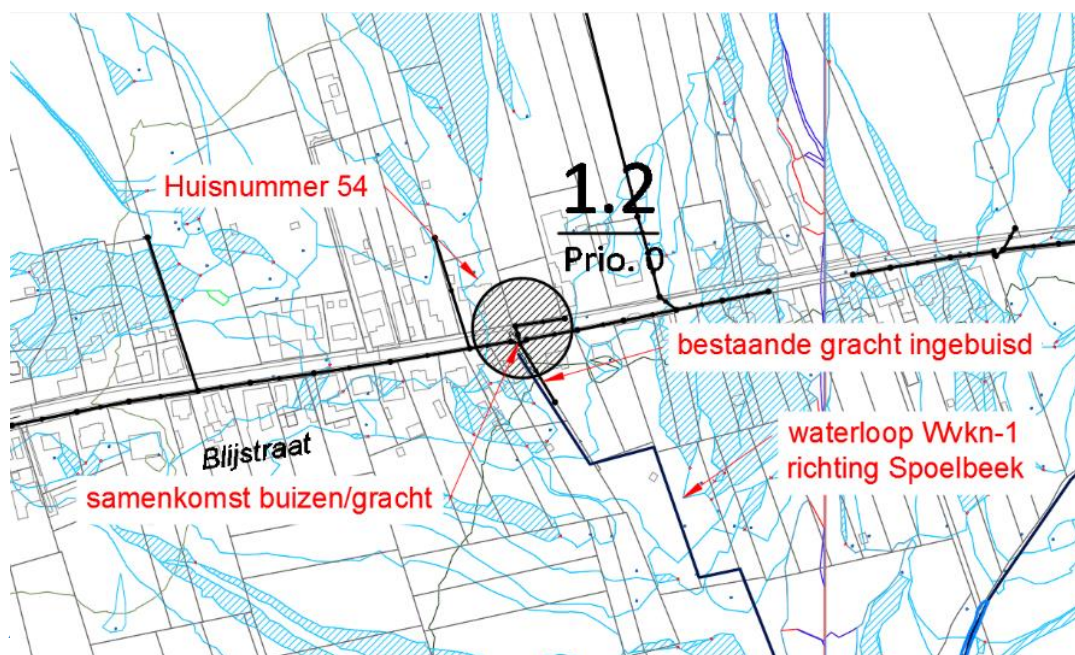 Huisnummer 54
1.2
Prio. 0
bestaande gracht ingebuisd
waterloop Wvkn-1
richting Spoelbeek
Blijstraat
samenkomst buizen/gracht